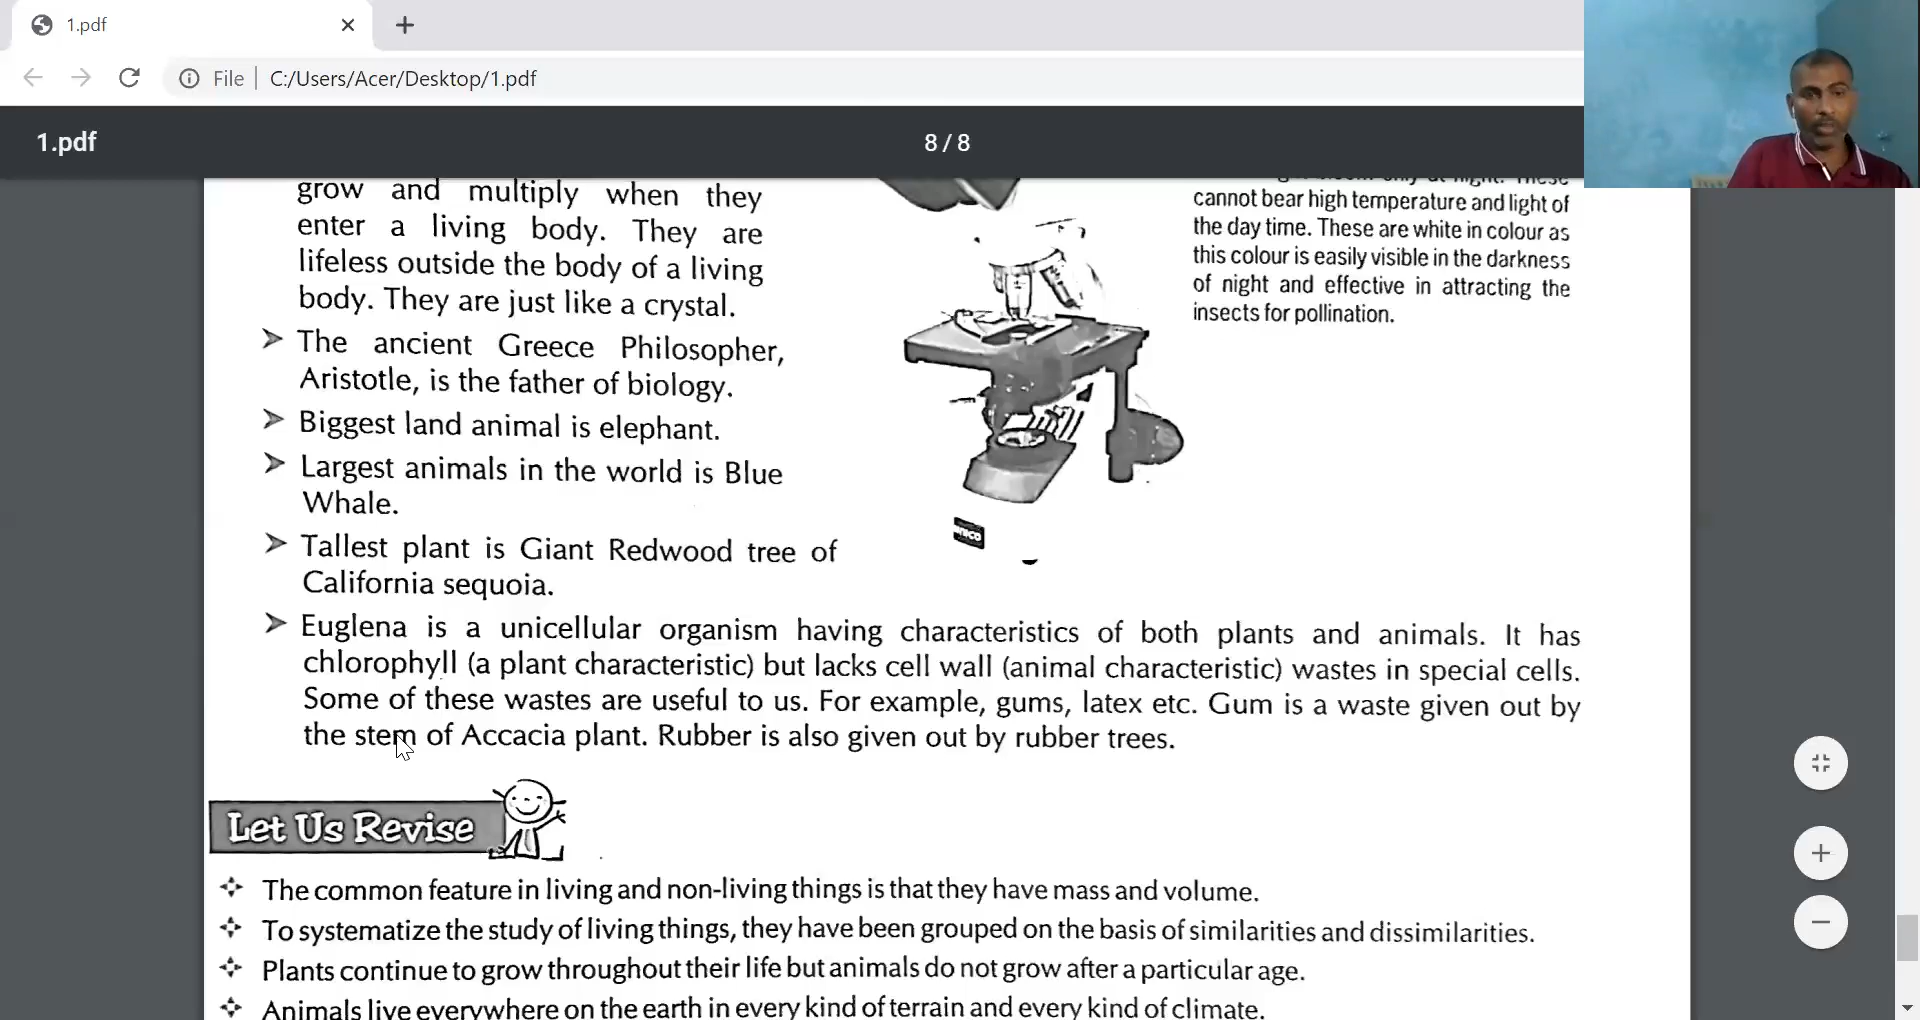 1.pdf
File
C:/Users/Acer/Desktop/1.pdf
1.pdf
8 / 8
grow and multiply when they
enter a living body. They are
lifeless outside the body of a living
body. They are just like a crystal.
➤ The ancient Greece Philosopher,
Aristotle, is the father of biology.
➤ Biggest land animal is elephant.
➤ Largest animals in the world is Blue
Whale.
➤ Tallest plant is Giant Redwood tree of
California sequoia.
➤ Euglena is a unicellular organism having characteristics of both plants and animals. It has
chlorophyll (a plant characteristic) but lacks cell wall (animal characteristic) wastes in special cells.
Some of these wastes are useful to us. For example, gums, latex etc. Gum is a waste given out by
the stem of Accacia plant. Rubber is also given out by rubber trees.
cannot bear high temperature and light of
the day time. These are white in colour as
this colour is easily visible in the darkness
of night and effective in attracting the
insects for pollination.
Let Us Revise
The common feature in living and non-living things is that they have mass and volume.
To systematize the study of living things, they have been grouped on the basis of similarities and dissimilarities.
Plants continue to grow throughout their life but animals do not grow after a particular age.
Animals live everywhere on the earth in every kind of terrain and every kind of climate.